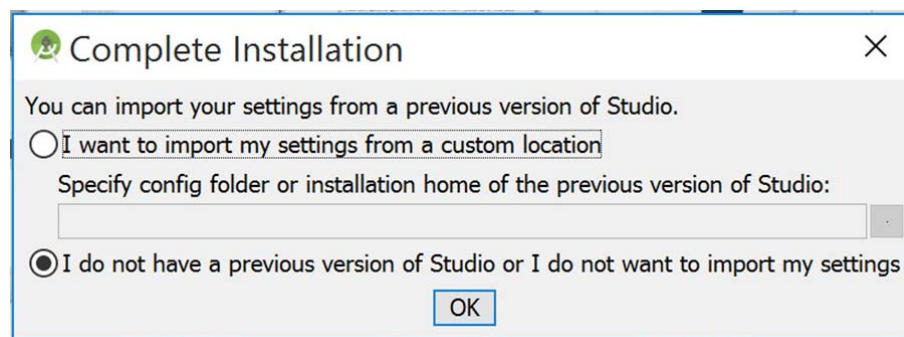 Complete Installation
You can import your settings from a previous version of Studio.
I want to import my settings from a custom location
Specify config folder or installation home of the previous version of Studio:
I do not have a previous version of Studio or I do not want to import my settings
OK